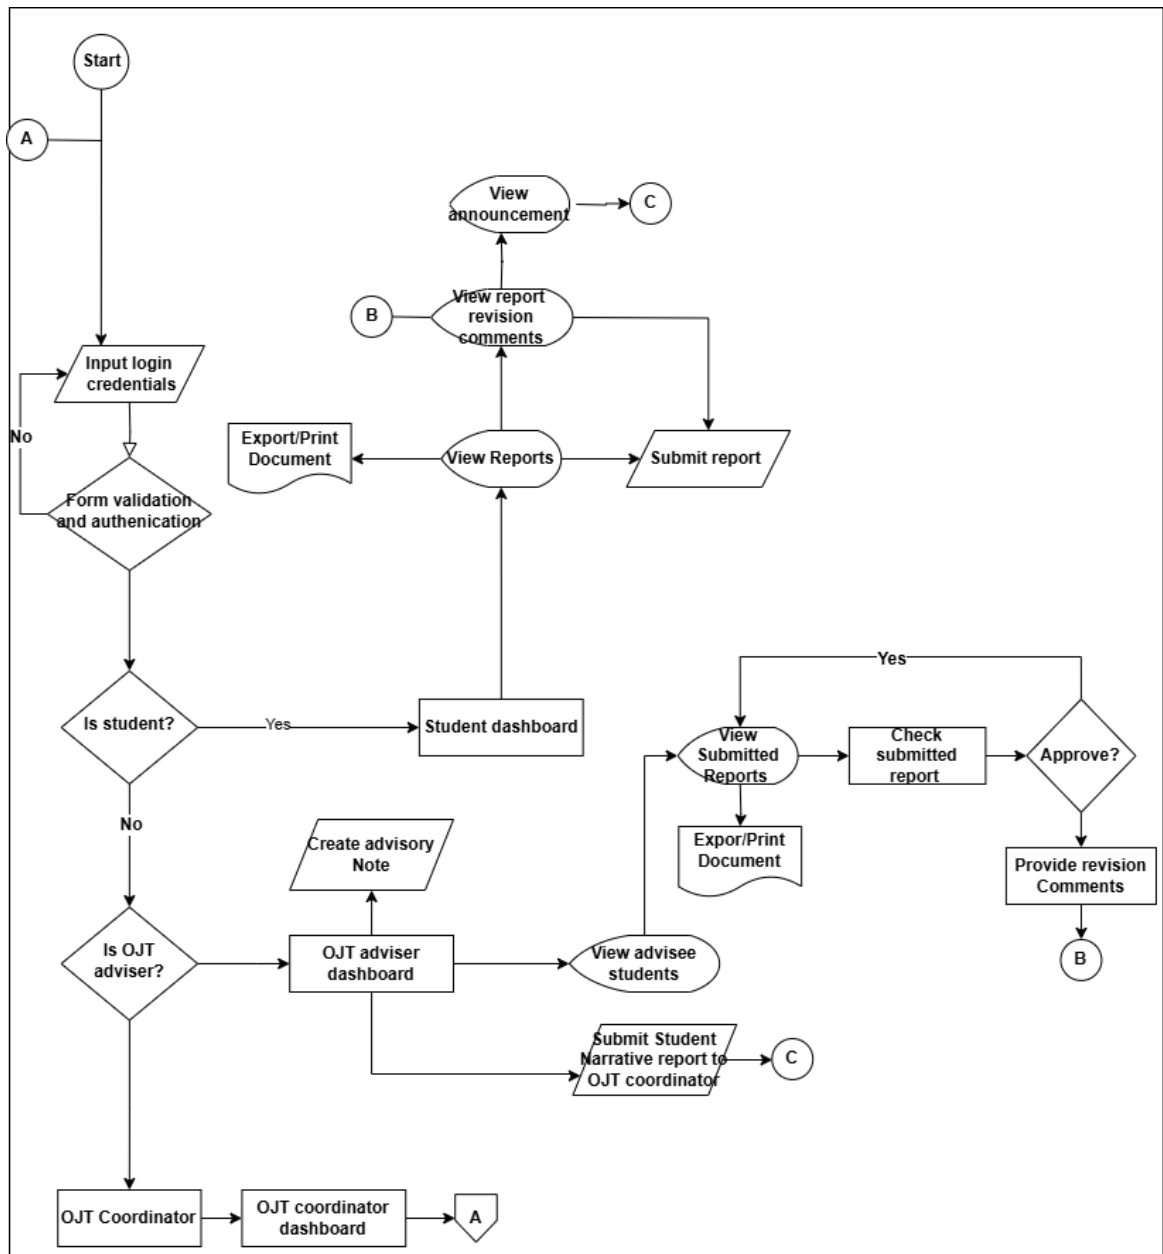 Start
A
View
announcement
C
B
View report
revision
comments
Input login
credentials
No
Export/Print
Document
View Reports
Submit report
Form validation
and authenication
Yes
Is student?
Yes
Student dashboard
View
Submitted
Reports
Check
submitted
report
Approve?
No
Create advisory
Note
Expor/Print
Document
Provide revision
Comments
Is OJT
adviser?
OJT adviser
dashboard
View advisee
students
B
Submit Student
Narrative report to
OJT coordinator
C
OJT Coordinator
OJT coordinator
dashboard
A